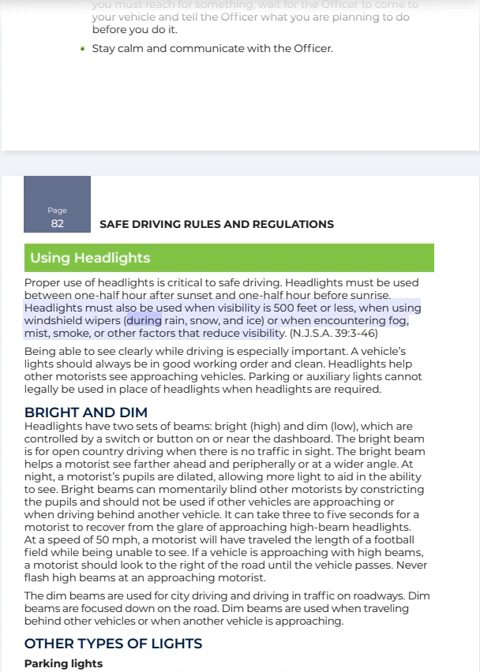 you must reach for something, wait for the Officer to come to
your vehicle and tell the Officer what you are planning to do
before you do it.
• Stay calm and communicate with the Officer.
Page
82
SAFE DRIVING RULES AND REGULATIONS
Using Headlights
Proper use of headlights is critical to safe driving. Headlights must be used
between one-half hour after sunset and one-half hour before sunrise.
Headlights must also be used when visibility is 500 feet or less, when using
windshield wipers (during rain, snow, and ice) or when encountering fog,
mist, smoke, or other factors that reduce visibility. (N.J.S.A. 39:3-46)
Being able to see clearly while driving is especially important. A vehicle's
lights should always be in good working order and clean. Headlights help
other motorists see approaching vehicles. Parking or auxiliary lights cannot
legally be used in place of headlights when headlights are required.
BRIGHT AND DIM
Headlights have two sets of beams: bright (high) and dim (low), which are
controlled by a switch or button on or near the dashboard. The bright beam
is for open country driving when there is no traffic in sight. The bright beam
helps a motorist see farther ahead and peripherally or at a wider angle. At
night, a motorist's pupils are dilated, allowing more light to aid in the ability
to see. Bright beams can momentarily blind other motorists by constricting
the pupils and should not be used if other vehicles are approaching or
when driving behind another vehicle. It can take three to five seconds for a
motorist to recover from the glare of approaching high-beam headlights.
At a speed of 50 mph, a motorist will have traveled the length of a football
field while being unable to see. If a vehicle is approaching with high beams,
a motorist should look to the right of the road until the vehicle passes. Never
flash high beams at an approaching motorist.
The dim beams are used for city driving and driving in traffic on roadways. Dim
beams are focused down on the road. Dim beams are used when traveling
behind other vehicles or when another vehicle is approaching.
OTHER TYPES OF LIGHTS
Parking lights